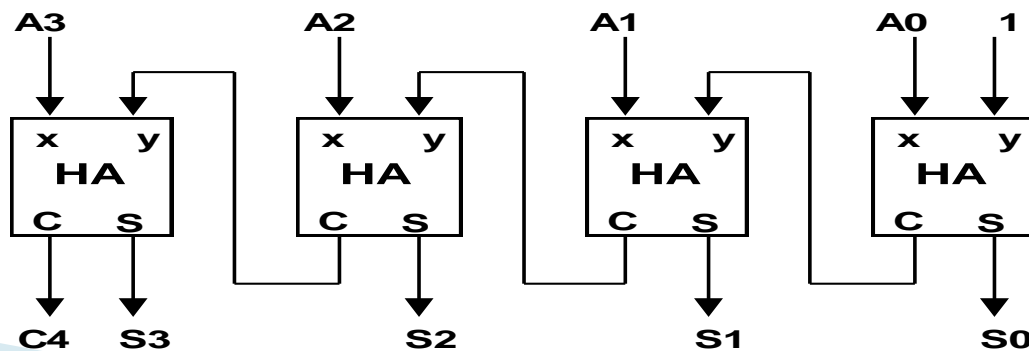 A3 A2 A1 A0 1
x y x y x y x y
HA HA HA HA
C S C S C S C S
C4 S3 S2 S1 S0